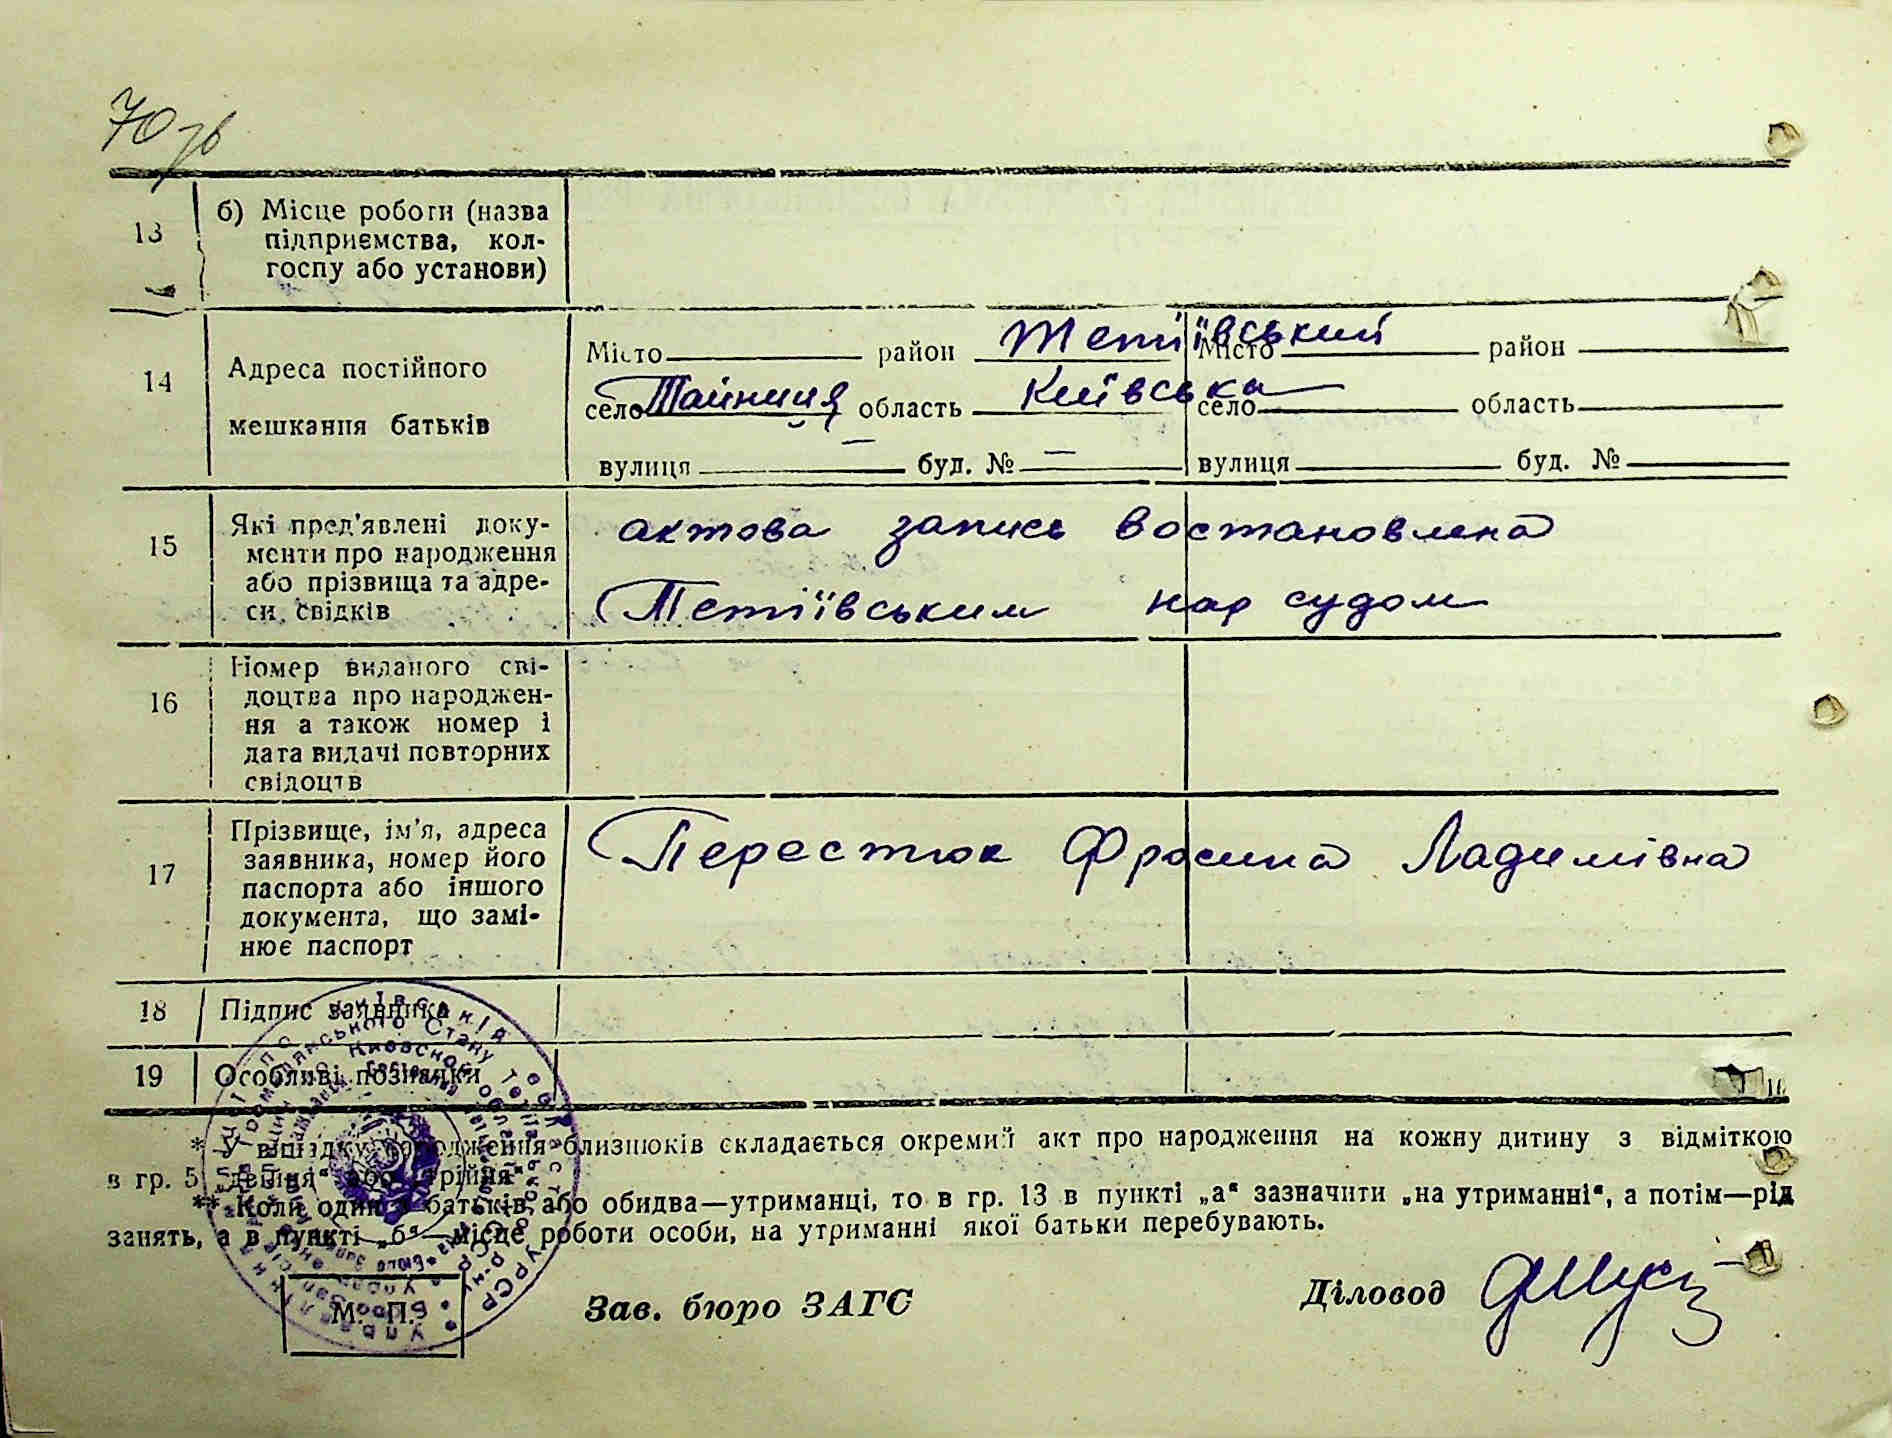 70 зв
13 б) Місце роботи (назва
підприємства, кол-
госпу або установи)
14 Адреса постійного
мешкання батьків
Місто район Тетіївський Місто район
село Тайниця область Київська село область
вулиця — буд. № — вулиця буд. №
15 Які пред'явлені доку-
менти про народження
або прізвища та адре-
си свідків
актова запись востановлена
Тетіївським нар судом
16 Номер виданого сві-
доцтва про народжен-
ня а також номер і
дата видачі повторних
свідоцтв
17 Прізвище, ім'я, адреса
заявника, номер його
паспорта або іншого
документа, що замі-
нює паспорт
Перестюк Фросина Ладимівна
18 Підпис заявника
19 Особливі позначки
* У випадку народження близнюків складається окремий акт про народження на кожну дитину з відміткою
в гр. 5 „двійня“ або „трійня“
** Коли один з батьків або обидва—утриманці, то в гр. 13 в пункті „а“ зазначити „на утриманні“, а потім—рід
занять, а в пункті „б“—місце роботи особи, на утриманні якої батьки перебувають.
М. П. Зав. бюро ЗАГС Діловод